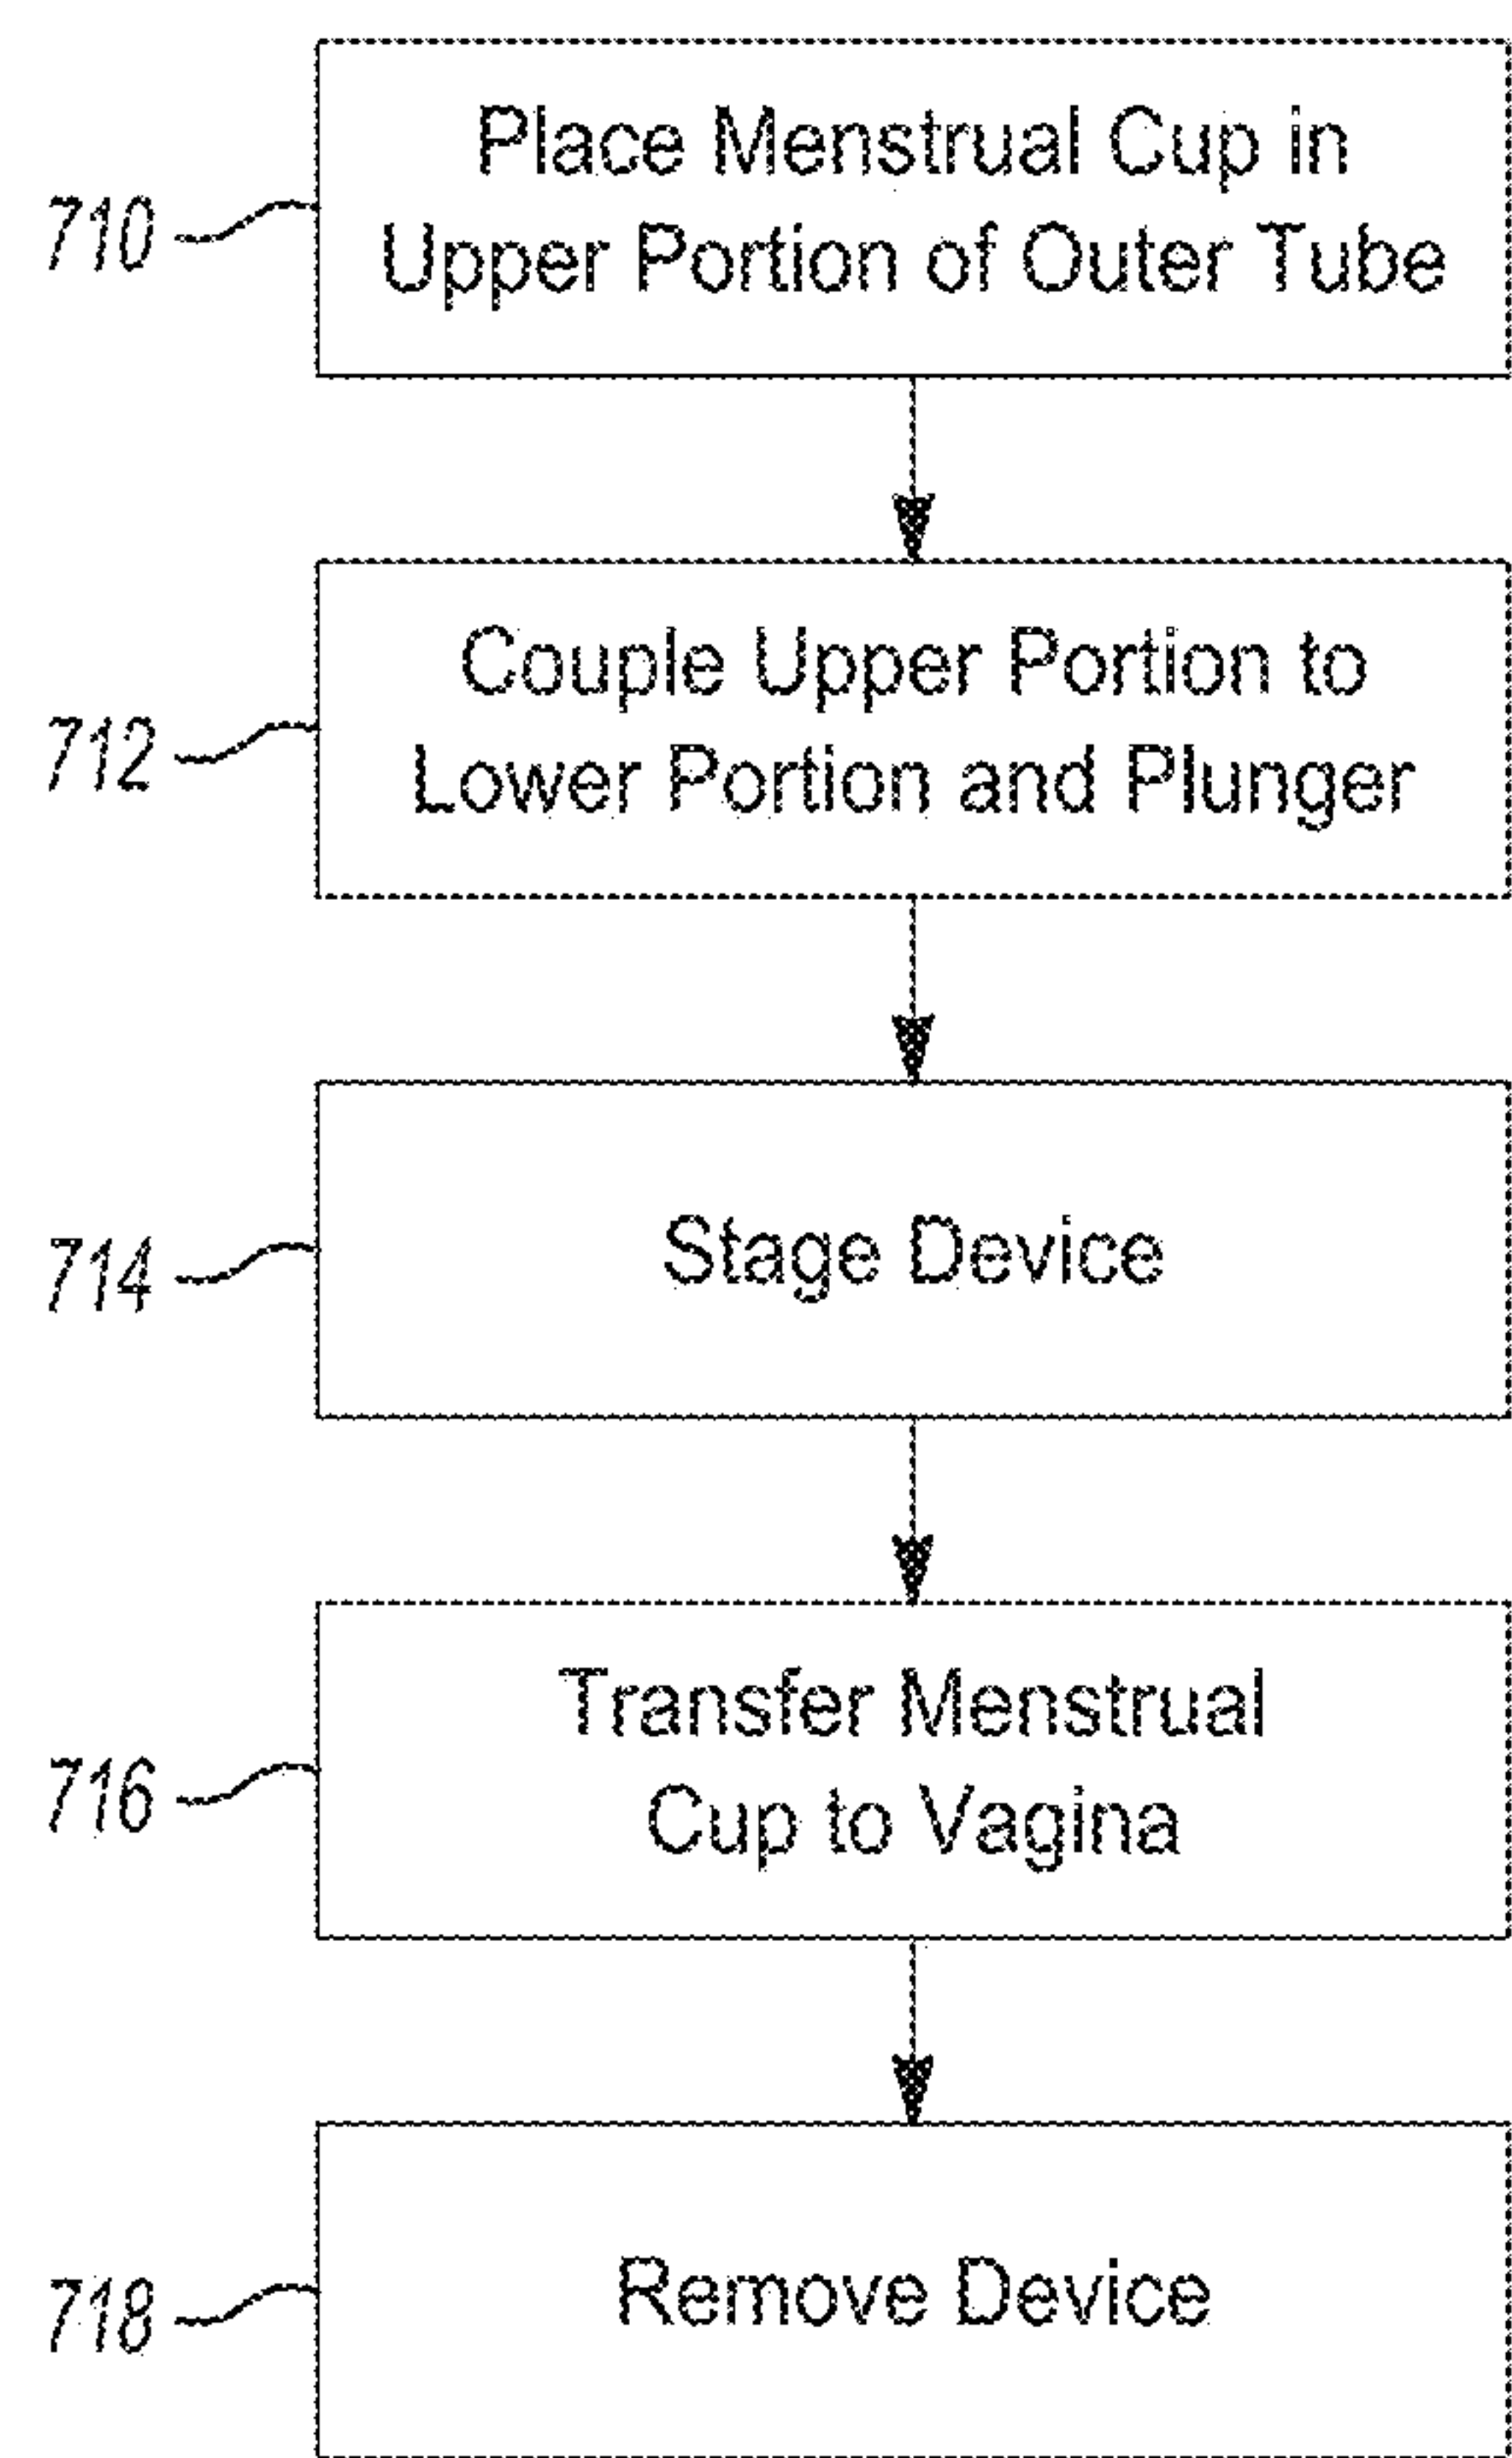 710
Place Menstrual Cup in
Upper Portion of Outer Tube
712
Couple Upper Portion to
Lower Portion and Plunger
714
Stage Device
716
Transfer Menstrual
Cup to Vagina
718
Remove Device